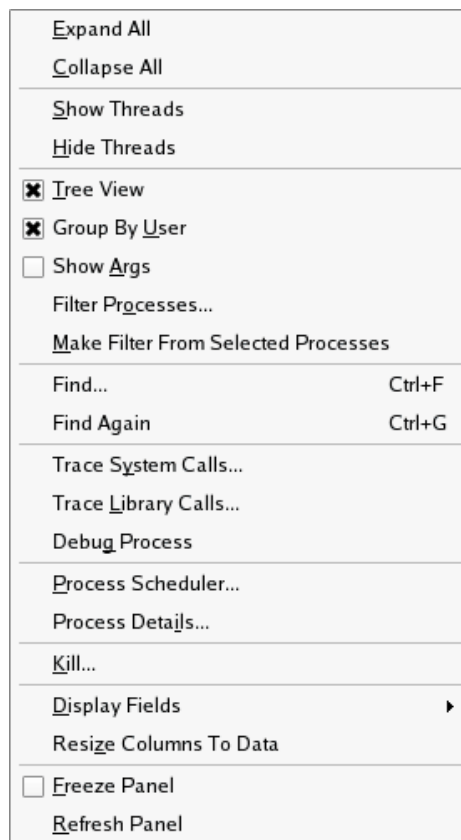 Expand All
Collapse All
Show Threads
Hide Threads
Tree View
Group By User
Show Args
Filter Processes...
Make Filter From Selected Processes
Find... Ctrl+F
Find Again Ctrl+G
Trace System Calls...
Trace Library Calls...
Debug Process
Process Scheduler...
Process Details...
Kill...
Display Fields
Resize Columns To Data
Freeze Panel
Refresh Panel